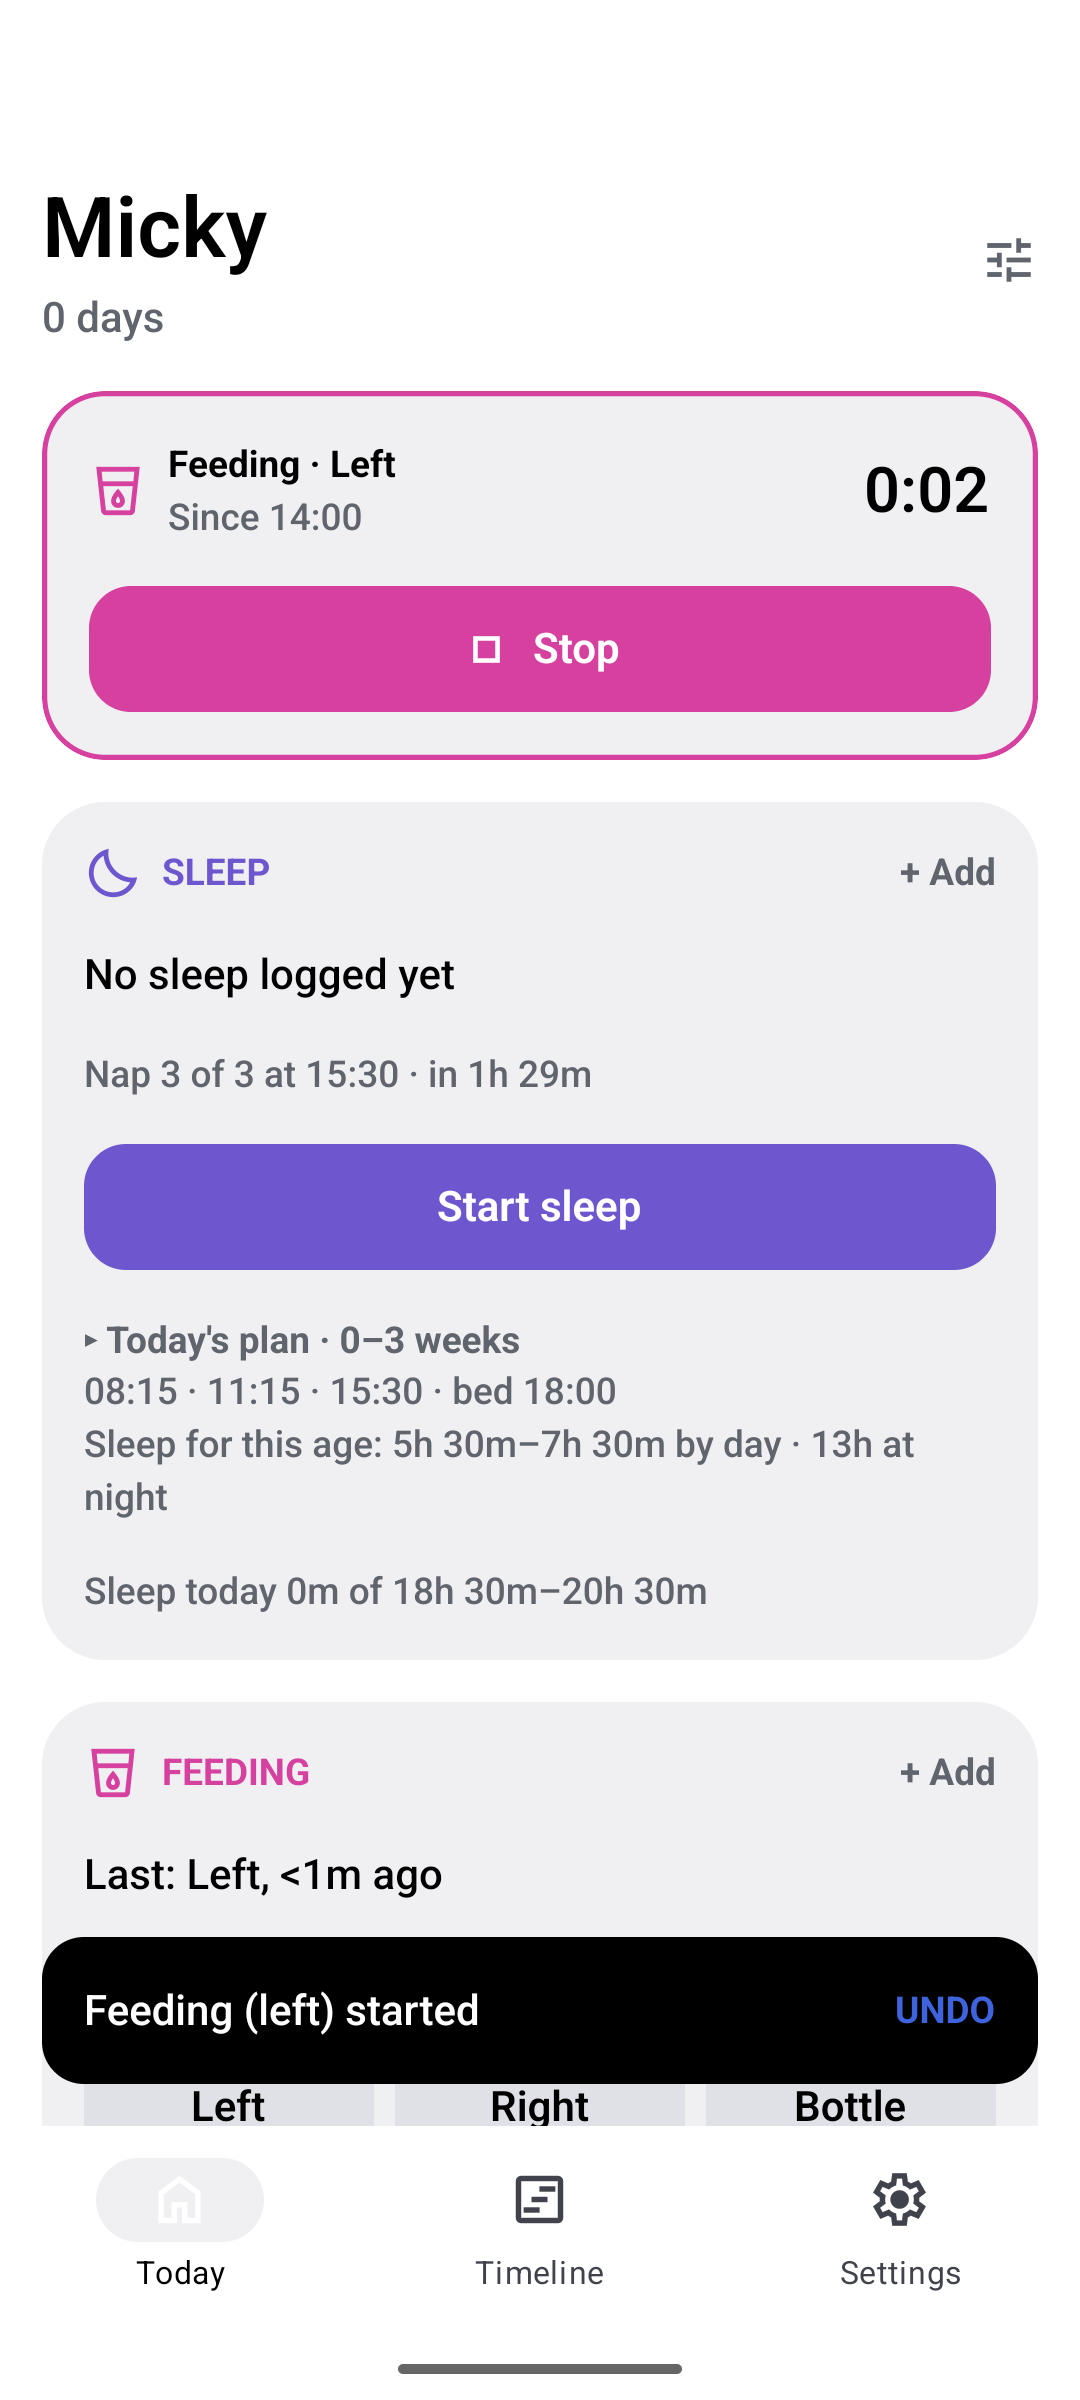 Micky
0 days
Feeding · Left
Since 14:00
0:02
Stop
SLEEP
+ Add
No sleep logged yet
Nap 3 of 3 at 15:30 · in 1h 29m
Start sleep
▸ Today's plan · 0–3 weeks
08:15 · 11:15 · 15:30 · bed 18:00
Sleep for this age: 5h 30m–7h 30m by day · 13h at
night
Sleep today 0m of 18h 30m–20h 30m
FEEDING
+ Add
Last: Left, <1m ago
Feeding (left) started
UNDO
Left
Right
Bottle
Today
Timeline
Settings